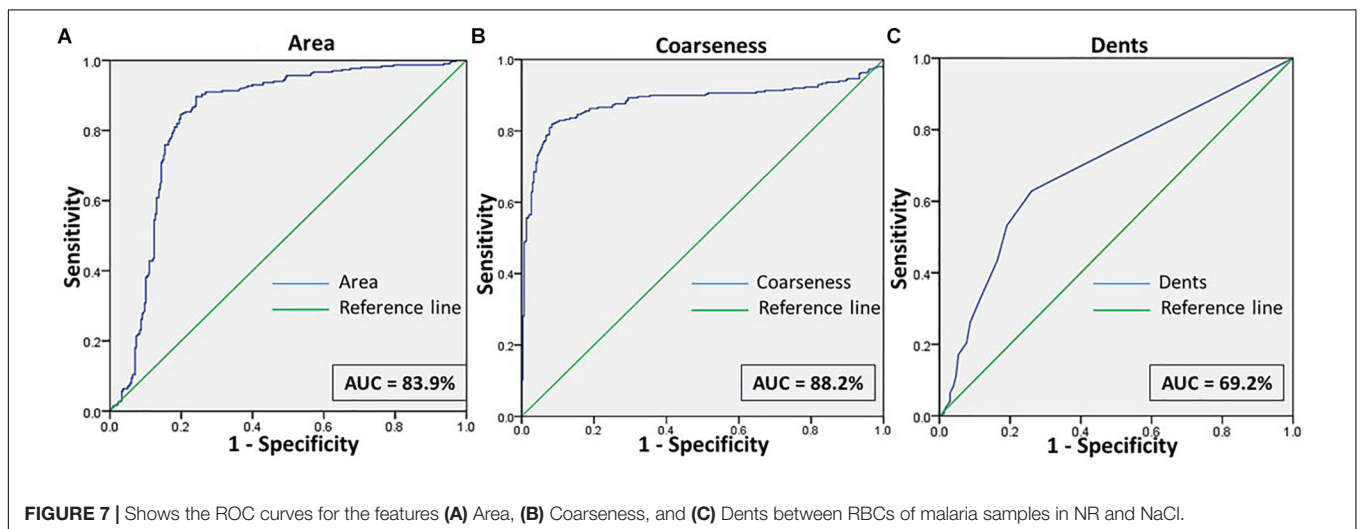 A
Area
Sensitivity
1.0
0.8
0.6
0.4
0.2
0.0
0.0 0.2 0.4 0.6 0.8 1.0
1 - Specificity
Area
Reference line
AUC = 83.9%
B
Coarseness
Sensitivity
1.0
0.8
0.6
0.4
0.2
0.0
0.0 0.2 0.4 0.6 0.8 1.0
1 - Specificity
Coarseness
Reference line
AUC = 88.2%
C
Dents
Sensitivity
1.0
0.8
0.6
0.4
0.2
0.0
0.0 0.2 0.4 0.6 0.8 1.0
1 - Specificity
Dents
Reference line
AUC = 69.2%
FIGURE 7 | Shows the ROC curves for the features (A) Area, (B) Coarseness, and (C) Dents between RBCs of malaria samples in NR and NaCl.